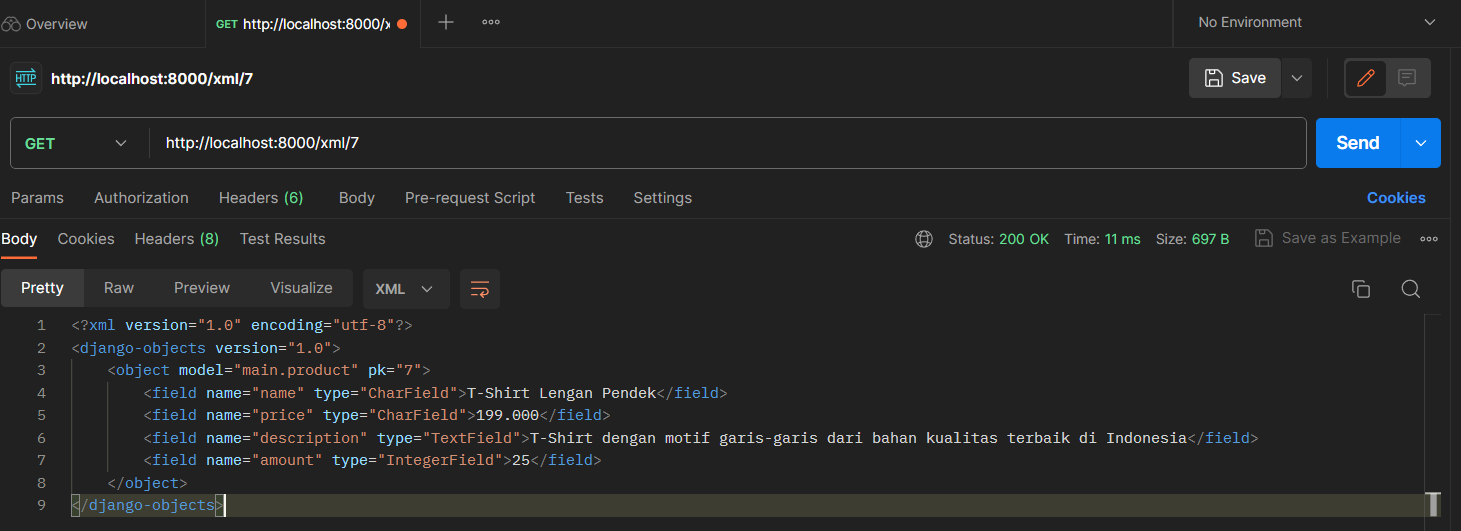 Overview
GET http://localhost:8000/x
No Environment
HTTP http://localhost:8000/xml/7
Save
GET http://localhost:8000/xml/7
Send
Params Authorization Headers (6) Body Pre-request Script Tests Settings Cookies
Body Cookies Headers (8) Test Results Status: 200 OK Time: 11 ms Size: 697 B Save as Example
Pretty Raw Preview Visualize XML
1 <?xml version="1.0" encoding="utf-8"?>
2 <django-objects version="1.0">
3 <object model="main.product" pk="7">
4 <field name="name" type="CharField">T-Shirt Lengan Pendek</field>
5 <field name="price" type="CharField">199.000</field>
6 <field name="description" type="TextField">T-Shirt dengan motif garis-garis dari bahan kualitas terbaik di Indonesia</field>
7 <field name="amount" type="IntegerField">25</field>
8 </object>
9 </django-objects>